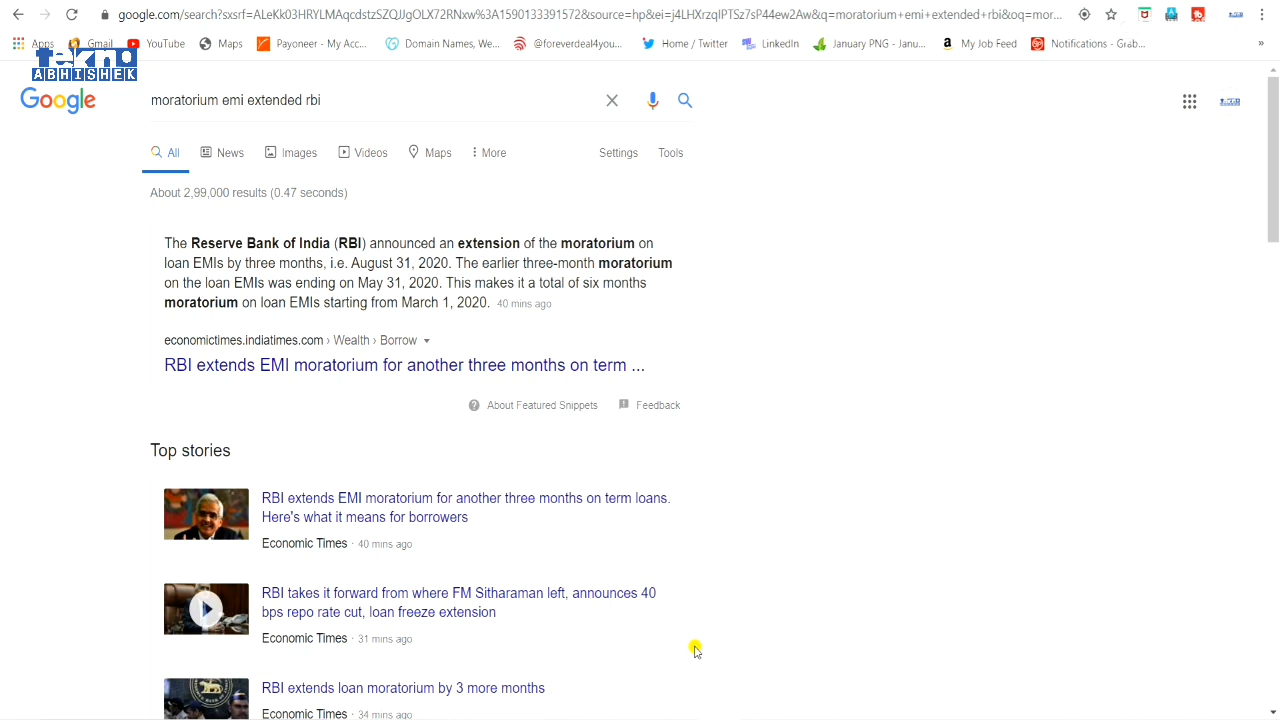 google.com/search?sxsrf=ALeKk03HRYLMAqcdstzSZQJJgOLX72RNxw%3A1590133391572&source=hp&ei=j4LHXrzqIPTSz7sP44ew2Aw&q=moratorium+emi+extended+rbi&oq=mor...
Apps Gmail YouTube Maps Payoneer - My Acc... Domain Names, We... @foreverdeal4you... Home / Twitter LinkedIn January PNG - Janu... My Job Feed Notifications - Grab... »
TEKNO
ABHISHEK
Google moratorium emi extended rbi
All News Images Videos Maps More Settings Tools
About 2,99,000 results (0.47 seconds)
The Reserve Bank of India (RBI) announced an extension of the moratorium on
loan EMIs by three months, i.e. August 31, 2020. The earlier three-month moratorium
on the loan EMIs was ending on May 31, 2020. This makes it a total of six months
moratorium on loan EMIs starting from March 1, 2020. 40 mins ago
economictimes.indiatimes.com › Wealth › Borrow
RBI extends EMI moratorium for another three months on term ...
About Featured Snippets Feedback
Top stories
RBI extends EMI moratorium for another three months on term loans.
Here's what it means for borrowers
Economic Times · 40 mins ago
RBI takes it forward from where FM Sitharaman left, announces 40
bps repo rate cut, loan freeze extension
Economic Times · 31 mins ago
RBI extends loan moratorium by 3 more months
Economic Times · 34 mins ago